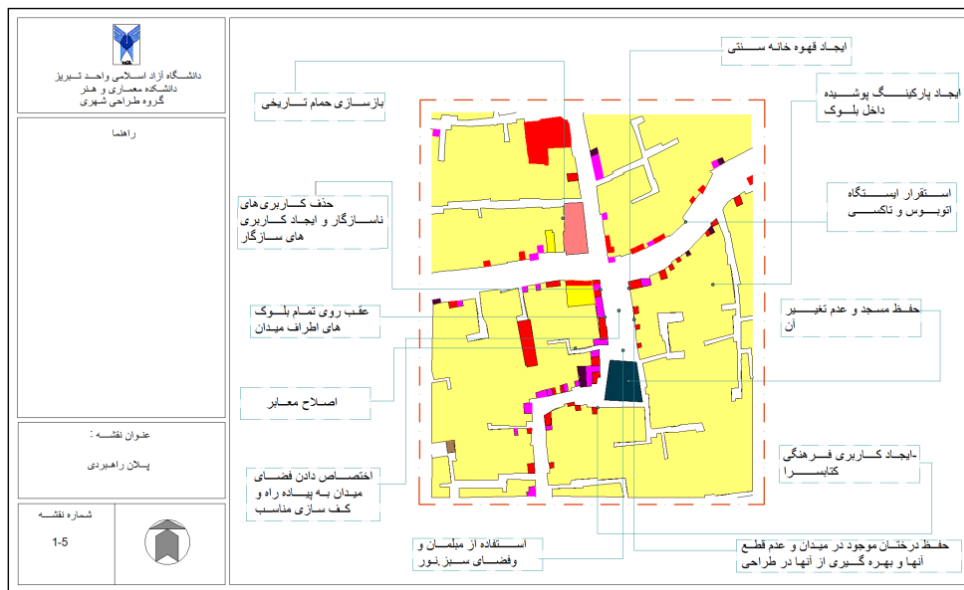 دانشگاه آزاد اسلامی واحد تبریز
دانشکده معماری و هنر
گروه طراحی شهری
راهنما
عنوان نقشه :
پلان راهبردی
شماره نقشه
1-5
ایجاد قهوه خانه سنتی
بازسازی حمام تاریخی
ایجاد پارکینگ پوشیده
داخل بلوک
حذف کاربری های
ناسازگار و ایجاد کاربری
های سازگار
استقرار ایستگاه
اتوبوس و تاکسی
عقب روی تمام بلوک
های اطراف میدان
حفظ مسجد و عدم تغییر
آن
اصلاح معابر
اختصاص دادن فضای
میدان به پیاده راه و
کف سازی مناسب
-ایجاد کاربری فرهنگی
کتابسرا
استفاده از مبلمان و
وفضای سبز.نور
حفظ درختان موجود در میدان و عدم قطع
آنها و بهره گیری از آنها در طراحی